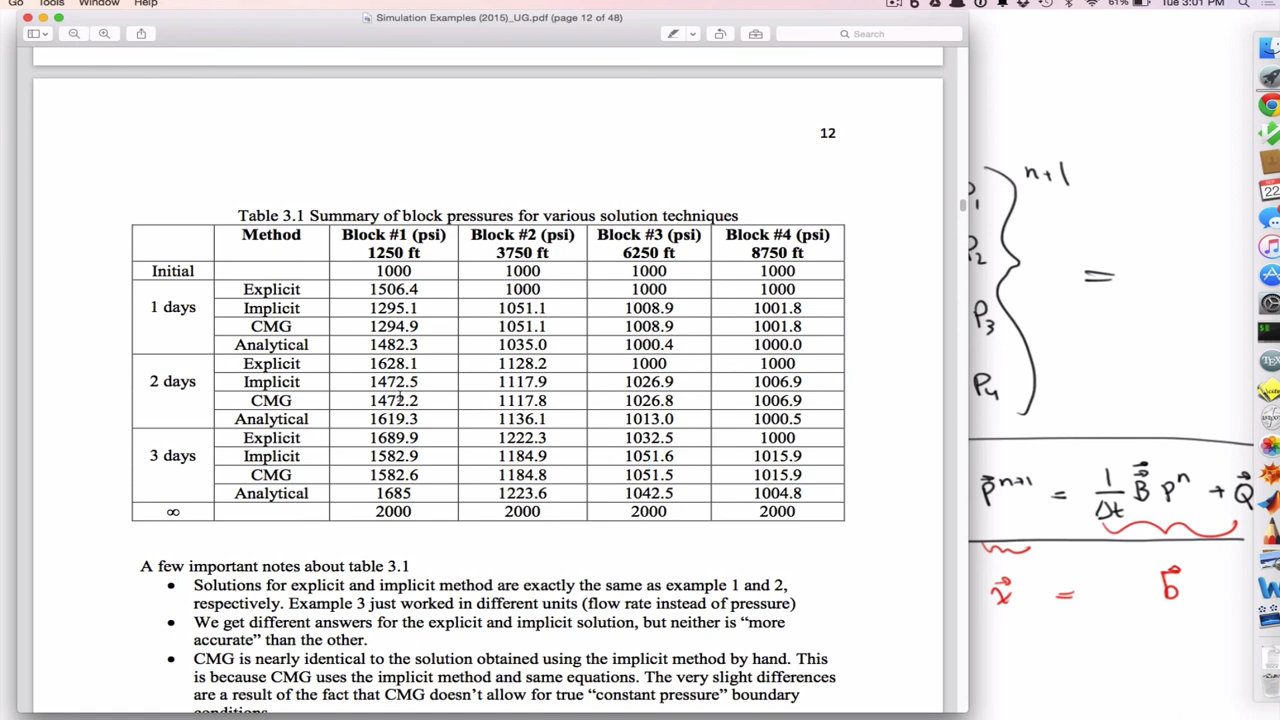 Go Tools Window Help
61% Tue 3:01 PM
Simulation Examples (2015)_UG.pdf (page 12 of 48)
Search
12
Table 3.1 Summary of block pressures for various solution techniques
Method Block #1 (psi) 1250 ft Block #2 (psi) 3750 ft Block #3 (psi) 6250 ft Block #4 (psi) 8750 ft
Initial 1000 1000 1000 1000
1 days
Explicit 1506.4 1000 1000 1000
Implicit 1295.1 1051.1 1008.9 1001.8
CMG 1294.9 1051.1 1008.9 1001.8
Analytical 1482.3 1035.0 1000.4 1000.0
2 days
Explicit 1628.1 1128.2 1000 1000
Implicit 1472.5 1117.9 1026.9 1006.9
CMG 1472.2 1117.8 1026.8 1006.9
Analytical 1619.3 1136.1 1013.0 1000.5
3 days
Explicit 1689.9 1222.3 1032.5 1000
Implicit 1582.9 1184.9 1051.6 1015.9
CMG 1582.6 1184.8 1051.5 1015.9
Analytical 1685 1223.6 1042.5 1004.8
∞ 2000 2000 2000 2000
A few important notes about table 3.1
• Solutions for explicit and implicit method are exactly the same as example 1 and 2,
respectively. Example 3 just worked in different units (flow rate instead of pressure)
• We get different answers for the explicit and implicit solution, but neither is “more
accurate” than the other.
• CMG is nearly identical to the solution obtained using the implicit method by hand. This
is because CMG uses the implicit method and same equations. The very slight differences
are a result of the fact that CMG doesn’t allow for true “constant pressure” boundary
conditions.
n+1
P1
P2
P3
P4
=
P^n+1 = 1/Δt B P^n + Q
x = b
22
TEX